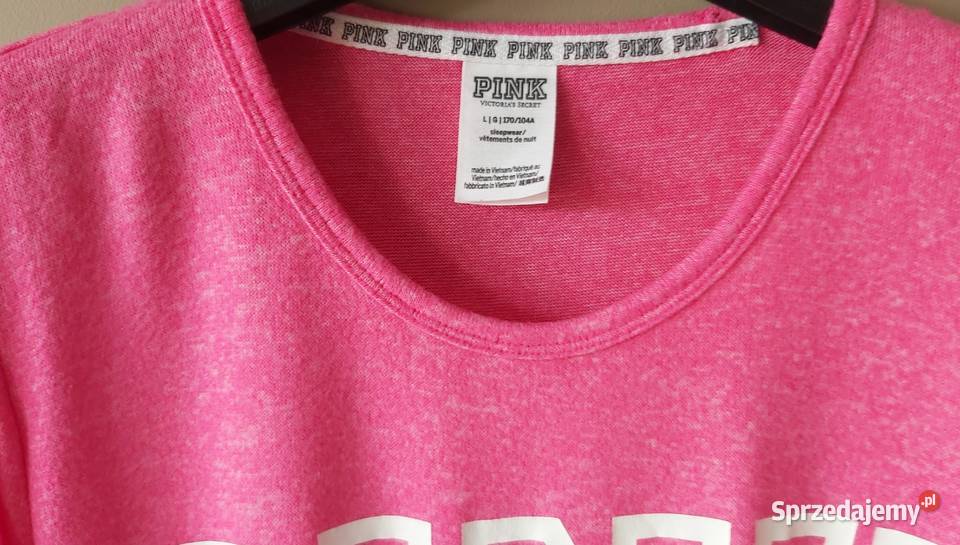 PINK PINK PINK PINK PINK PINK PINK PINK
PINK
VICTORIA'S SECRET
L | G | 170/104A
sleepwear/
vêtements de nuit
made in Vietnam/fabriqué au
Vietnam/hecho en Vietnam/
fabbricato in Vietnam/
Sprzedajemy.pl